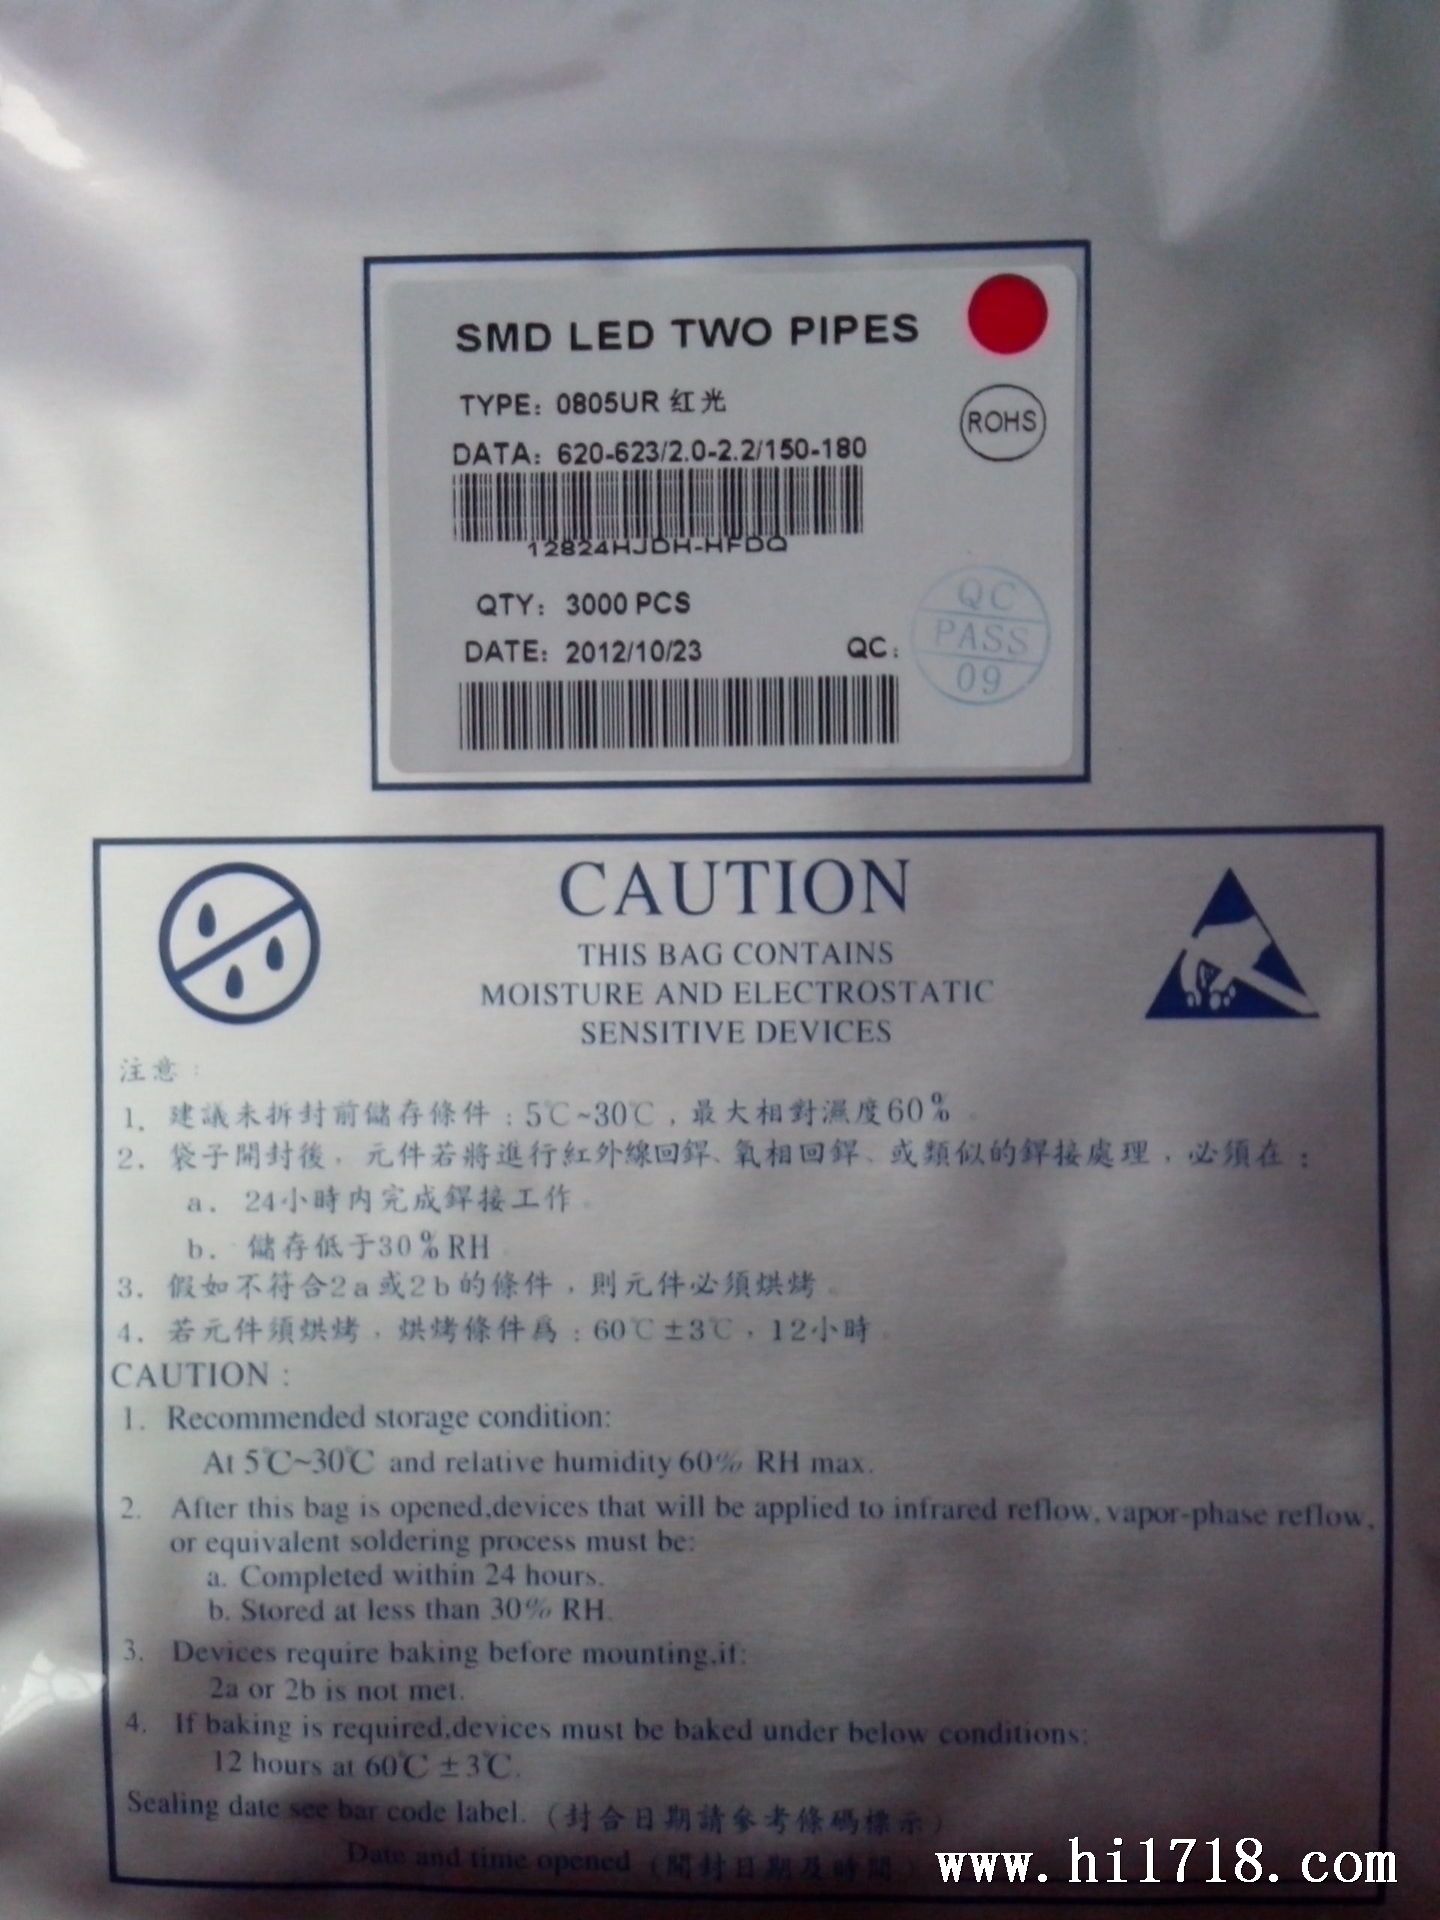 SMD LED TWO PIPES
TYPE: 0805UR 红光
ROHS
DATA: 620-623/2.0-2.2/150-180
12824HJDH-HFDQ
QTY: 3000 PCS
DATE: 2012/10/23 QC:
QC
PASS
09
CAUTION
THIS BAG CONTAINS
MOISTURE AND ELECTROSTATIC
SENSITIVE DEVICES
注意:
1. 建議未拆封前儲存條件:5℃~30℃,最大相對濕度60%。
2. 袋子開封後,元件若將進行紅外線回銲、氧相回銲、或類似的銲接處理,必須在:
a. 24小時内完成銲接工作。
b. 儲存低于30%RH
3. 假如不符合2a或2b的條件,則元件必須烘烤。
4. 若元件須烘烤,烘烤條件爲:60℃±3℃,12小時。
CAUTION:
1. Recommended storage condition:
At 5℃~30℃ and relative humidity 60% RH max.
2. After this bag is opened,devices that will be applied to infrared reflow,vapor-phase reflow,
or equivalent soldering process must be:
a. Completed within 24 hours.
b. Stored at less than 30% RH.
3. Devices require baking before mounting,if:
2a or 2b is not met.
4. If baking is required,devices must be baked under below conditions:
12 hours at 60℃ ±3℃.
Sealing date see bar code label. (封合日期請參考條碼標示)
Date and time opened (開封日期及時間
www.hi1718.com